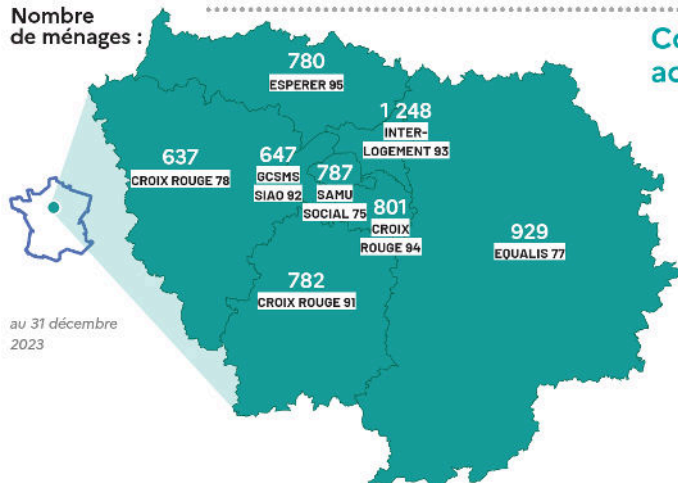 Nombre
de ménages :
Co
ac
780
ESPERER 95
1 248
INTER-
LOGEMENT 93
637
CROIX ROUGE 78
647
GCSMS
SIAO 92
787
SAMU
SOCIAL 75
801
CROIX
ROUGE 94
929
EQUALIS 77
782
CROIX ROUGE 91
au 31 décembre
2023